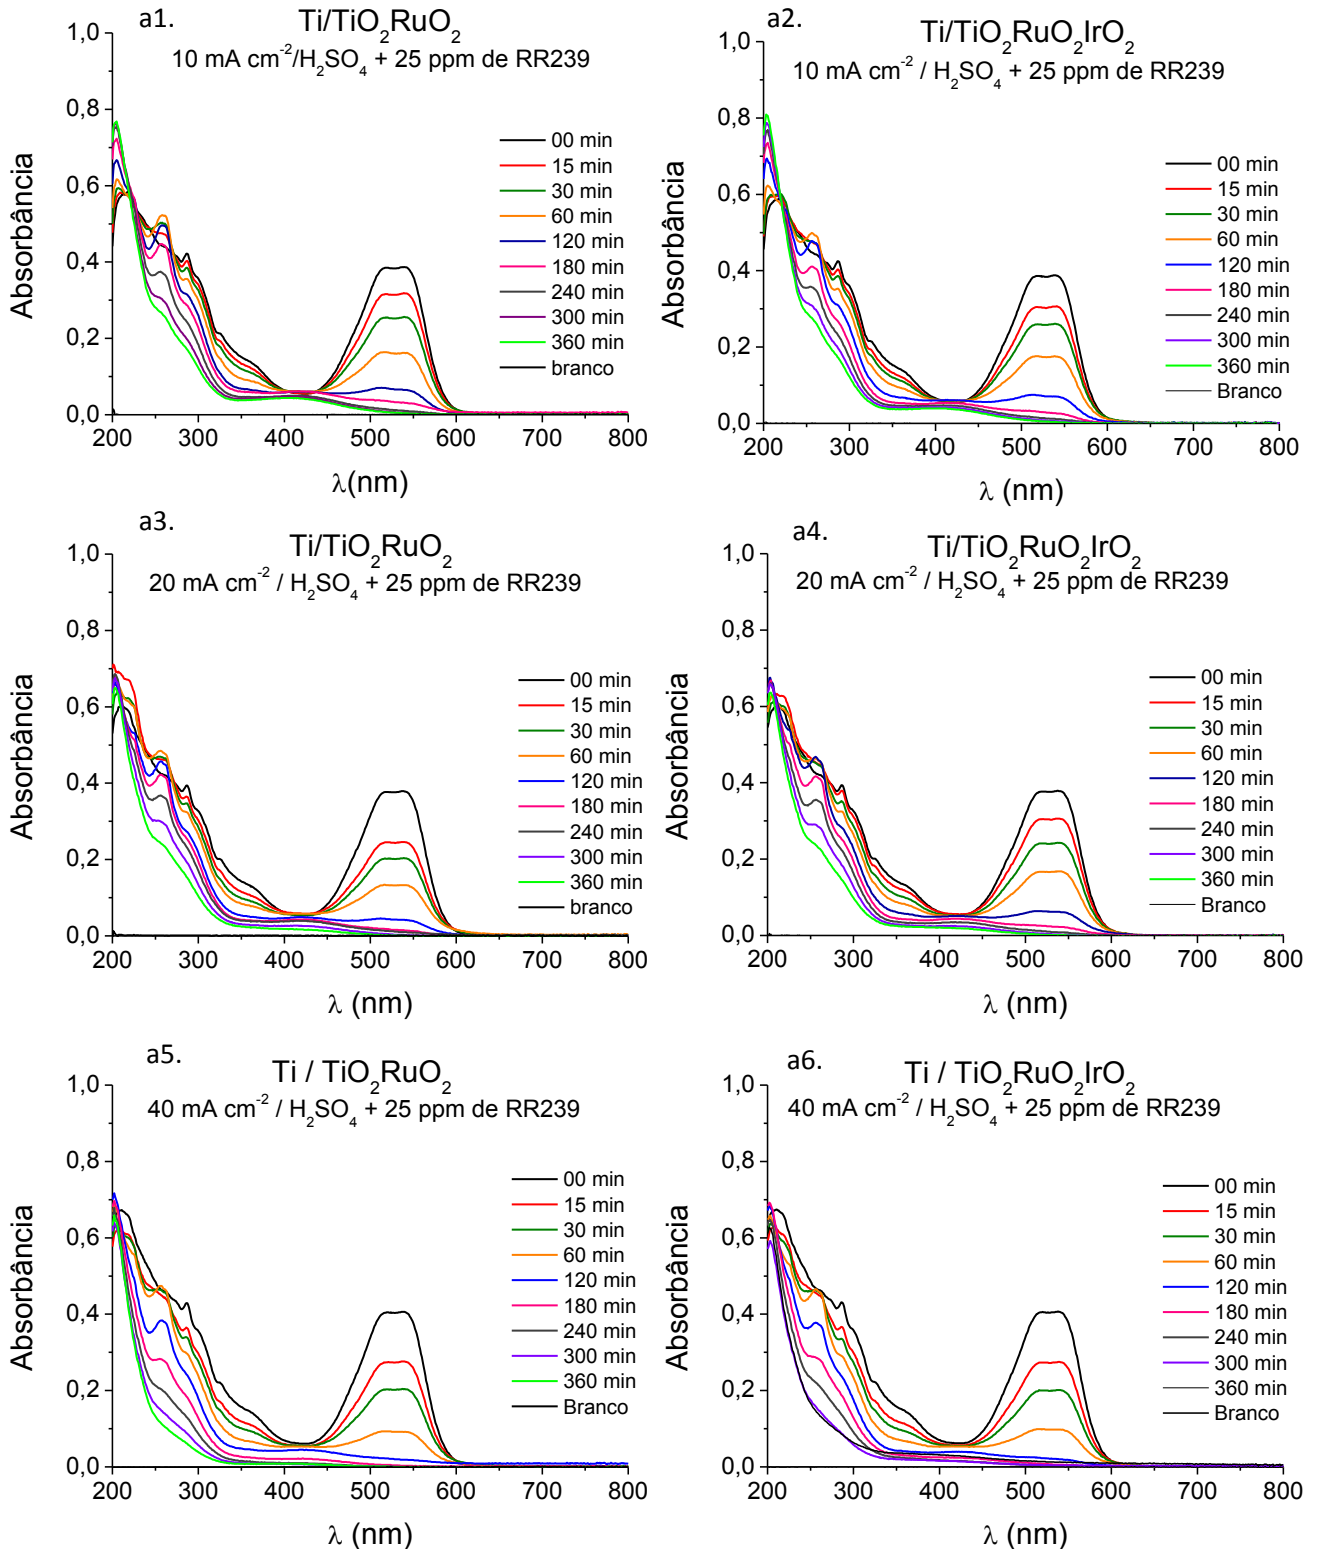 a1.
Ti/TiO₂RuO₂
10 mA cm⁻²/H₂SO₄ + 25 ppm de RR239
Absorbância
1,0
0,8
0,6
0,4
0,2
0,0
00 min
15 min
30 min
60 min
120 min
180 min
240 min
300 min
360 min
branco
200 300 400 500 600 700 800
λ(nm)
a2.
Ti/TiO₂RuO₂IrO₂
10 mA cm⁻² / H₂SO₄ + 25 ppm de RR239
Absorbância
1,0
0,8
0,6
0,4
0,2
0,0
00 min
15 min
30 min
60 min
120 min
180 min
240 min
300 min
360 min
Branco
200 300 400 500 600 700 800
λ (nm)
a3.
Ti/TiO₂RuO₂
20 mA cm⁻² / H₂SO₄ + 25 ppm de RR239
Absorbância
1,0
0,8
0,6
0,4
0,2
0,0
00 min
15 min
30 min
60 min
120 min
180 min
240 min
300 min
360 min
branco
200 300 400 500 600 700 800
λ (nm)
a4.
Ti/TiO₂RuO₂IrO₂
20 mA cm⁻² / H₂SO₄ + 25 ppm de RR239
Absorbância
1,0
0,8
0,6
0,4
0,2
0,0
00 min
15 min
30 min
60 min
120 min
180 min
240 min
300 min
360 min
Branco
200 300 400 500 600 700 800
λ (nm)
a5.
Ti / TiO₂RuO₂
40 mA cm⁻² / H₂SO₄ + 25 ppm de RR239
Absorbância
1,0
0,8
0,6
0,4
0,2
0,0
00 min
15 min
30 min
60 min
120 min
180 min
240 min
300 min
360 min
Branco
200 300 400 500 600 700 800
λ (nm)
a6.
Ti / TiO₂RuO₂IrO₂
40 mA cm⁻² / H₂SO₄ + 25 ppm de RR239
Absorbância
1,0
0,8
0,6
0,4
0,2
0,0
00 min
15 min
30 min
60 min
120 min
180 min
240 min
300 min
360 min
Branco
200 300 400 500 600 700 800
λ (nm)